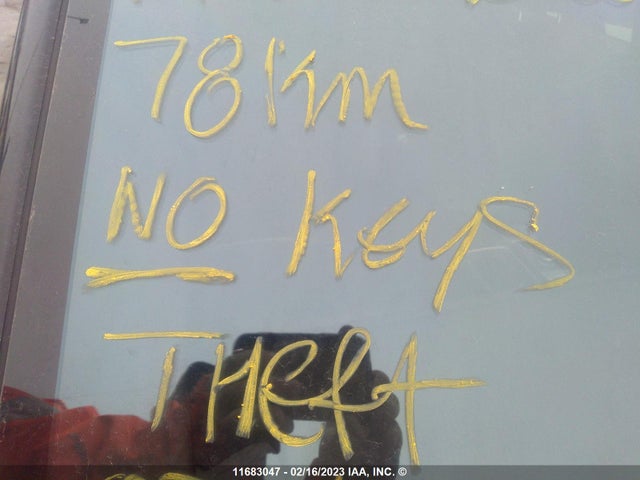 78km
NO Keys
THefT
11683047 - 02/16/2023 IAA, INC. ©